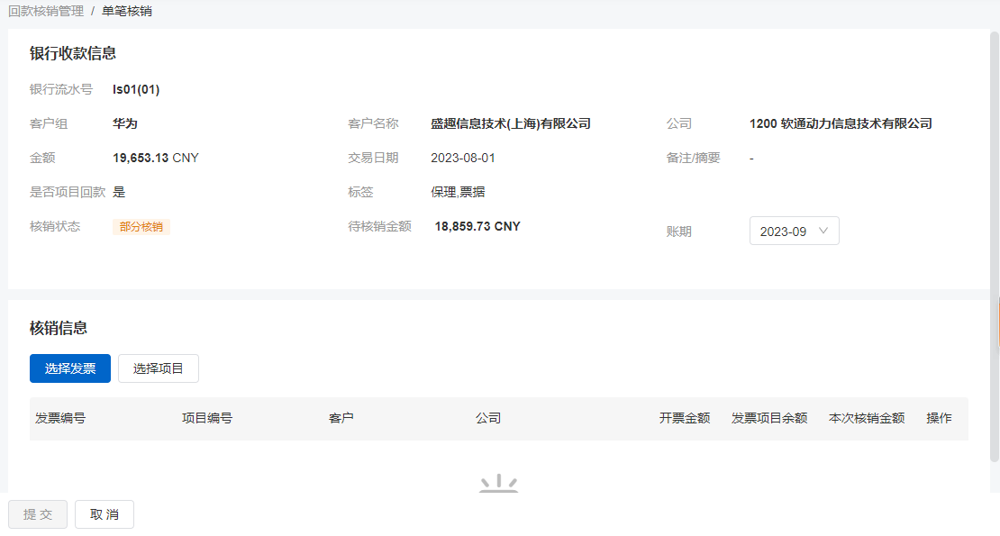 回款核销管理 / 单笔核销
银行收款信息
银行流水号 ls01(01)
客户组 华为 客户名称 盛趣信息技术(上海)有限公司 公司 1200 软通动力信息技术有限公司
金额 19,653.13 CNY 交易日期 2023-08-01 备注/摘要 -
是否项目回款 是 标签 保理,票据
核销状态 部分核销 待核销金额 18,859.73 CNY 账期 2023-09
核销信息
选择发票 选择项目
发票编号 项目编号 客户 公司 开票金额 发票项目余额 本次核销金额 操作
提交 取消